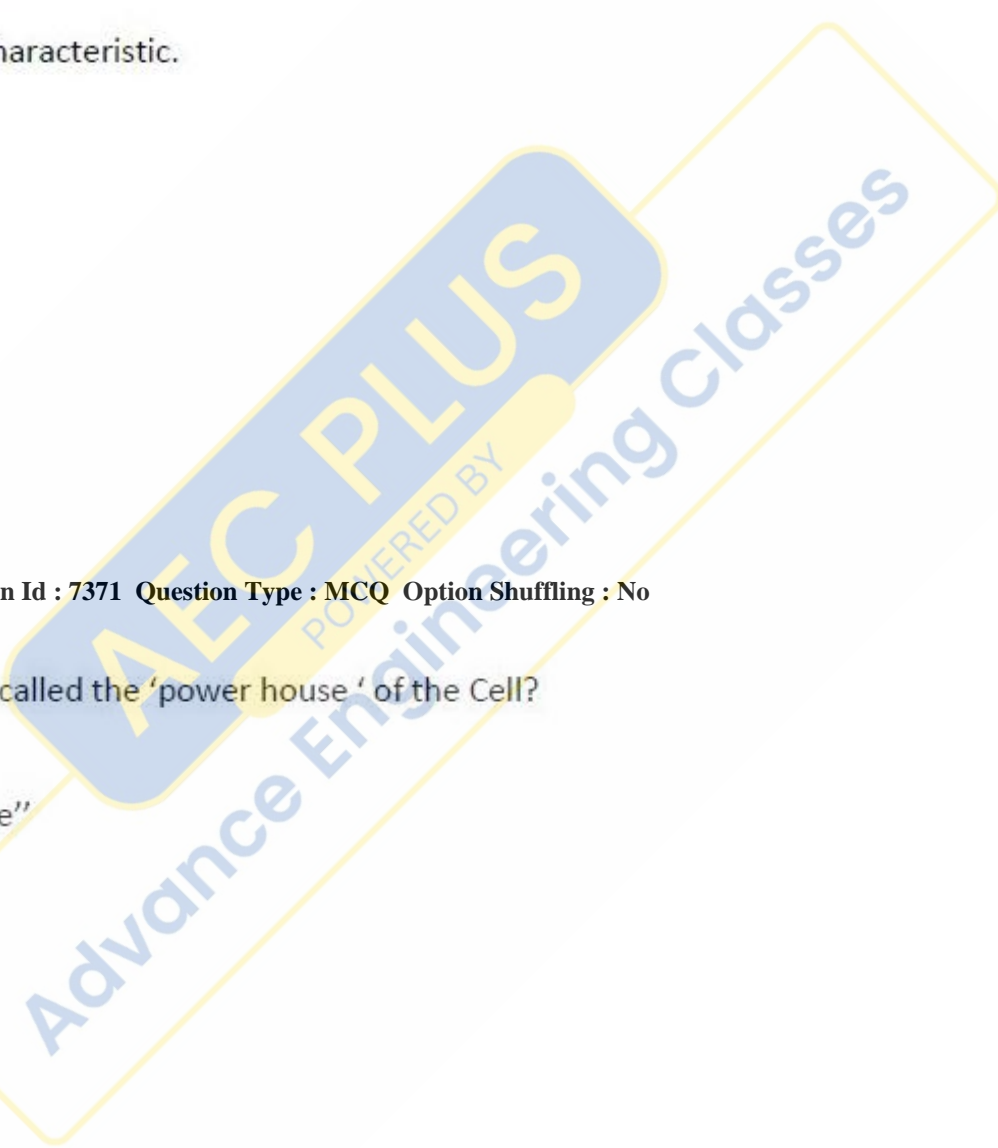 haracteristic.
AEC PLUS
POWERED BY
Advance Engineering Classes
n Id : 7371 Question Type : MCQ Option Shuffling : No
called the ‘power house ‘ of the Cell?
e’’